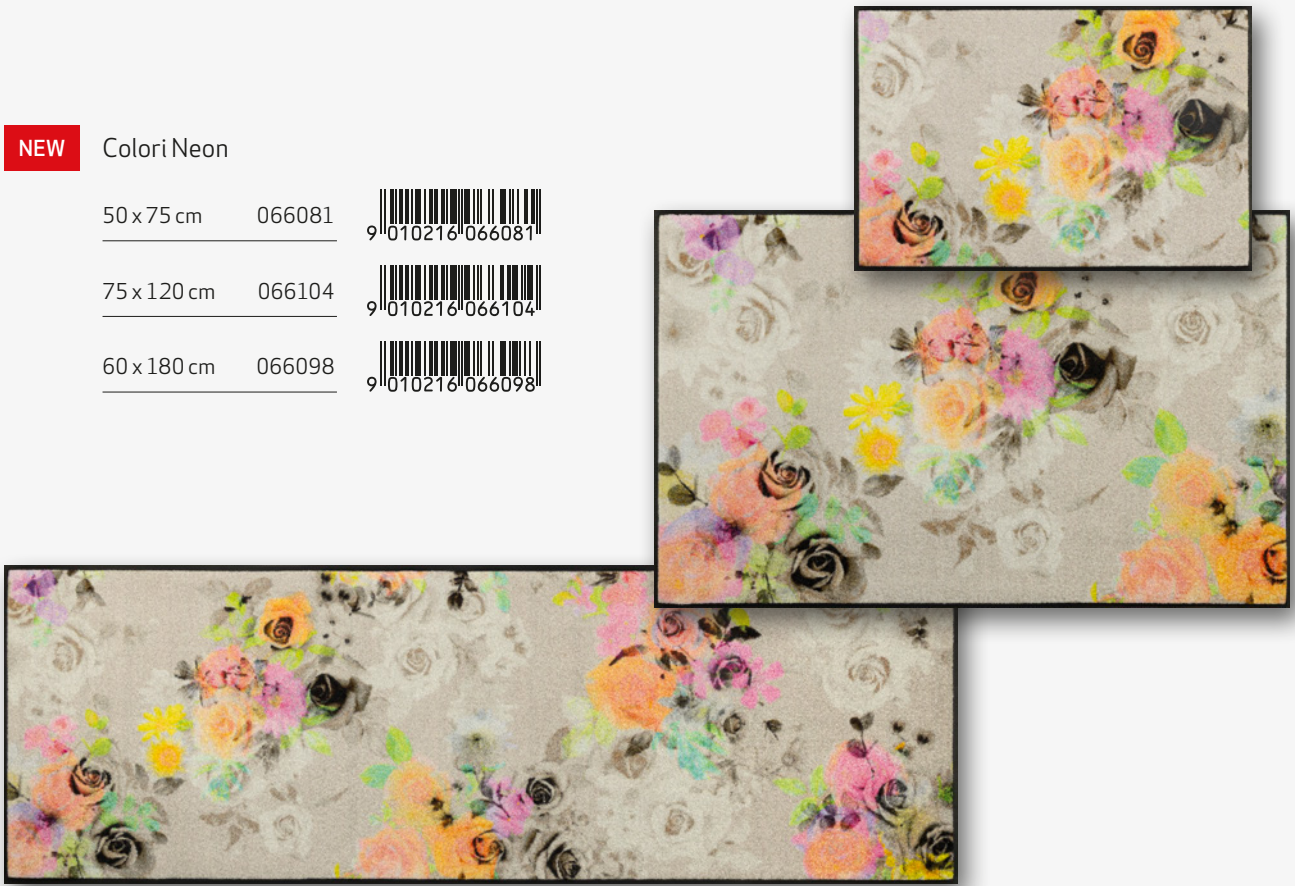 NEW Colori Neon
50 x 75 cm 066081
9 010216 066081
75 x 120 cm 066104
9 010216 066104
60 x 180 cm 066098
9 010216 066098